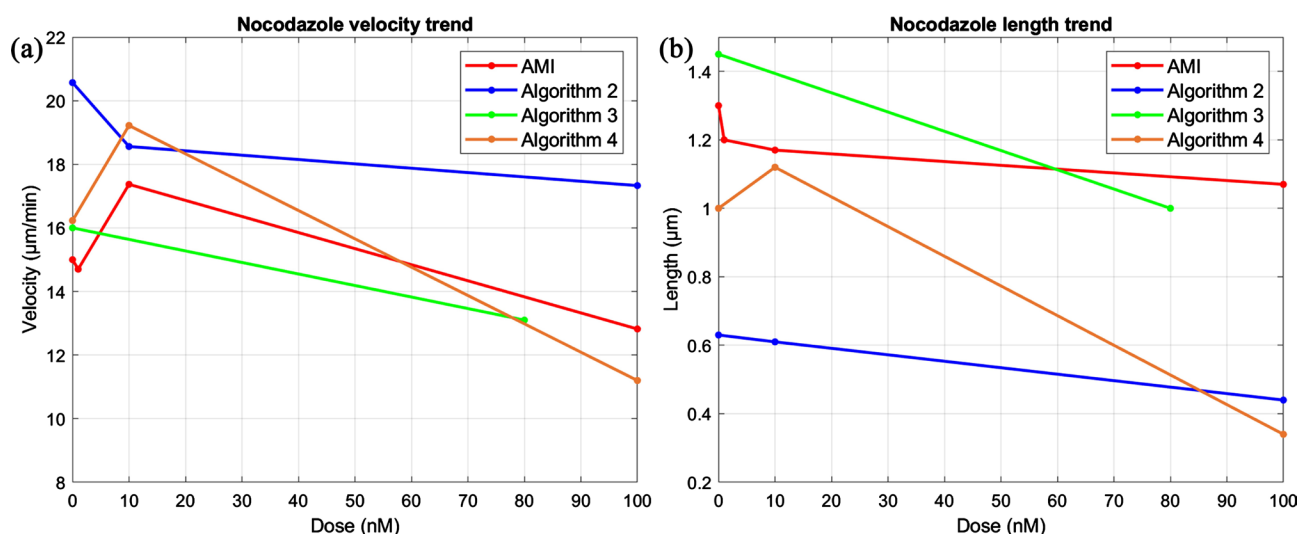 (a)
Nocodazole velocity trend
22
20
18
16
14
12
10
8
Velocity (µm/min)
0 10 20 30 40 50 60 70 80 90 100
Dose (nM)
AMI
Algorithm 2
Algorithm 3
Algorithm 4
(b)
Nocodazole length trend
1.4
1.2
1
0.8
0.6
0.4
0.2
Length (µm)
0 10 20 30 40 50 60 70 80 90 100
Dose (nM)
AMI
Algorithm 2
Algorithm 3
Algorithm 4